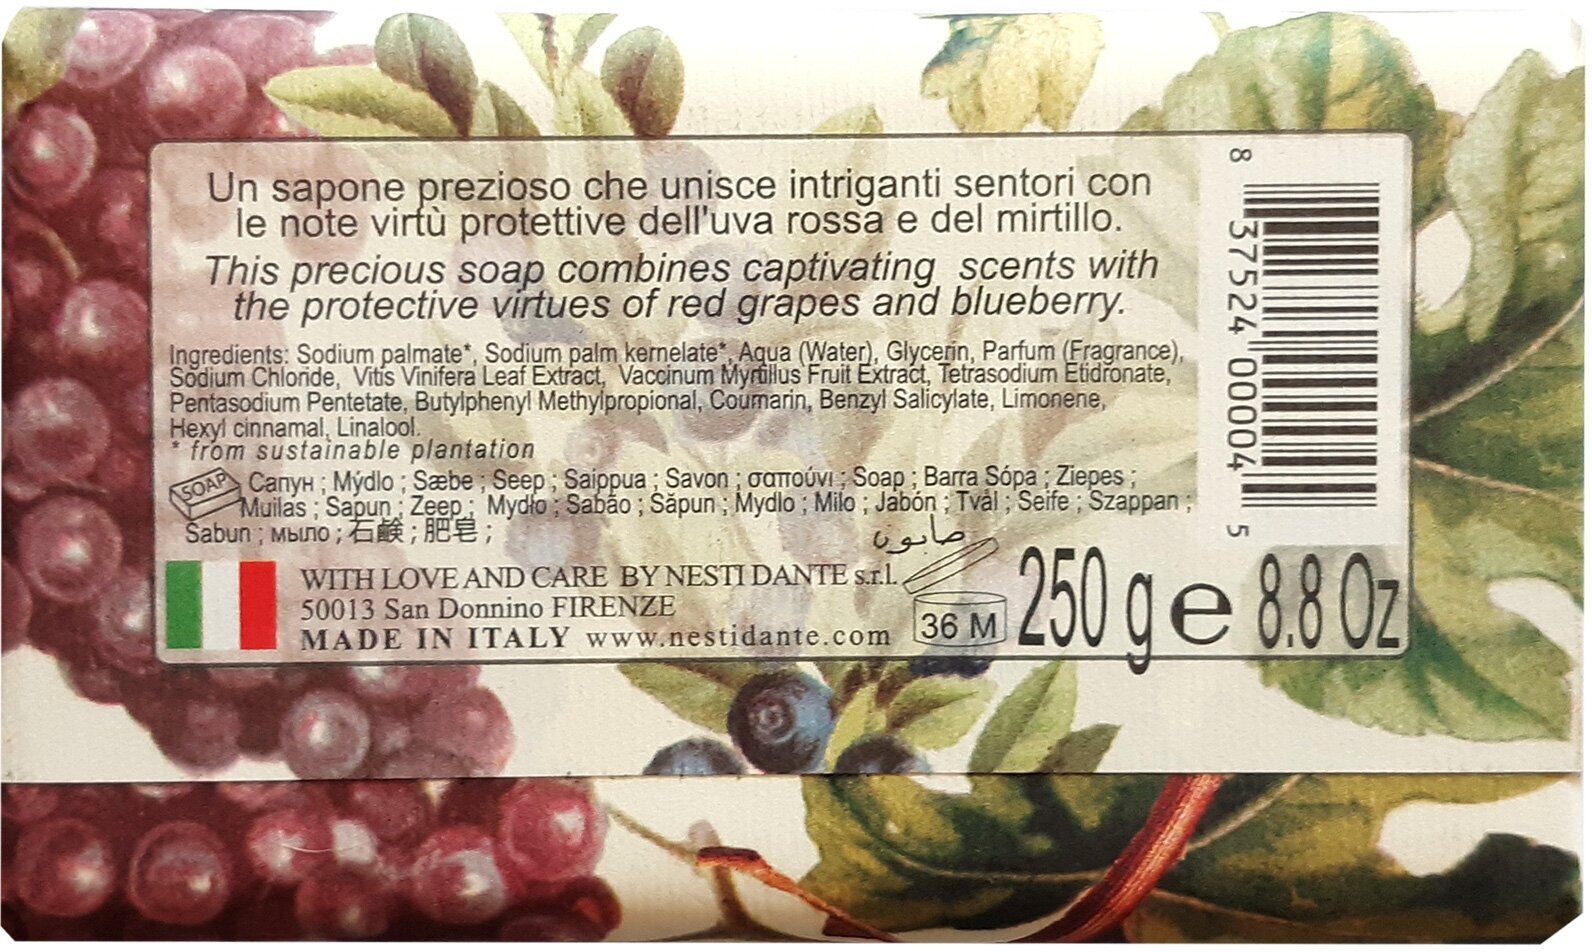 Un sapone prezioso che unisce intriganti sentori con
le note virtù protettive dell'uva rossa e del mirtillo.
This precious soap combines captivating scents with
the protective virtues of red grapes and blueberry.
Ingredients: Sodium palmate*, Sodium palm kernelate*, Aqua (Water), Glycerin, Parfum (Fragrance),
Sodium Chloride, Vitis Vinifera Leaf Extract, Vaccinum Myrtillus Fruit Extract, Tetrasodium Etidronate,
Pentasodium Pentetate, Butylphenyl Methylpropional, Coumarin, Benzyl Salicylate, Limonene,
Hexyl cinnamal, Linalool.
* from sustainable plantation
SOAP
Сапун ; Mýdlo ; Sæbe ; Seep ; Saippua ; Savon ; σαπούνι ; Soap ; Barra Sópa ; Ziepes ;
Muilas ; Sapun ; Zeep ; Mydło ; Sabão ; Săpun ; Mydlo ; Milo ; Jabón ; Tvål ; Seife ; Szappan ;
Sabun ; мыло ; 石鹸 ; 肥皂 ;
صابون
WITH LOVE AND CARE BY NESTI DANTE s.r.l.
50013 San Donnino FIRENZE
MADE IN ITALY www.nestidante.com
36 M
250 g e 8.8 Oz
8 37524 00004 5